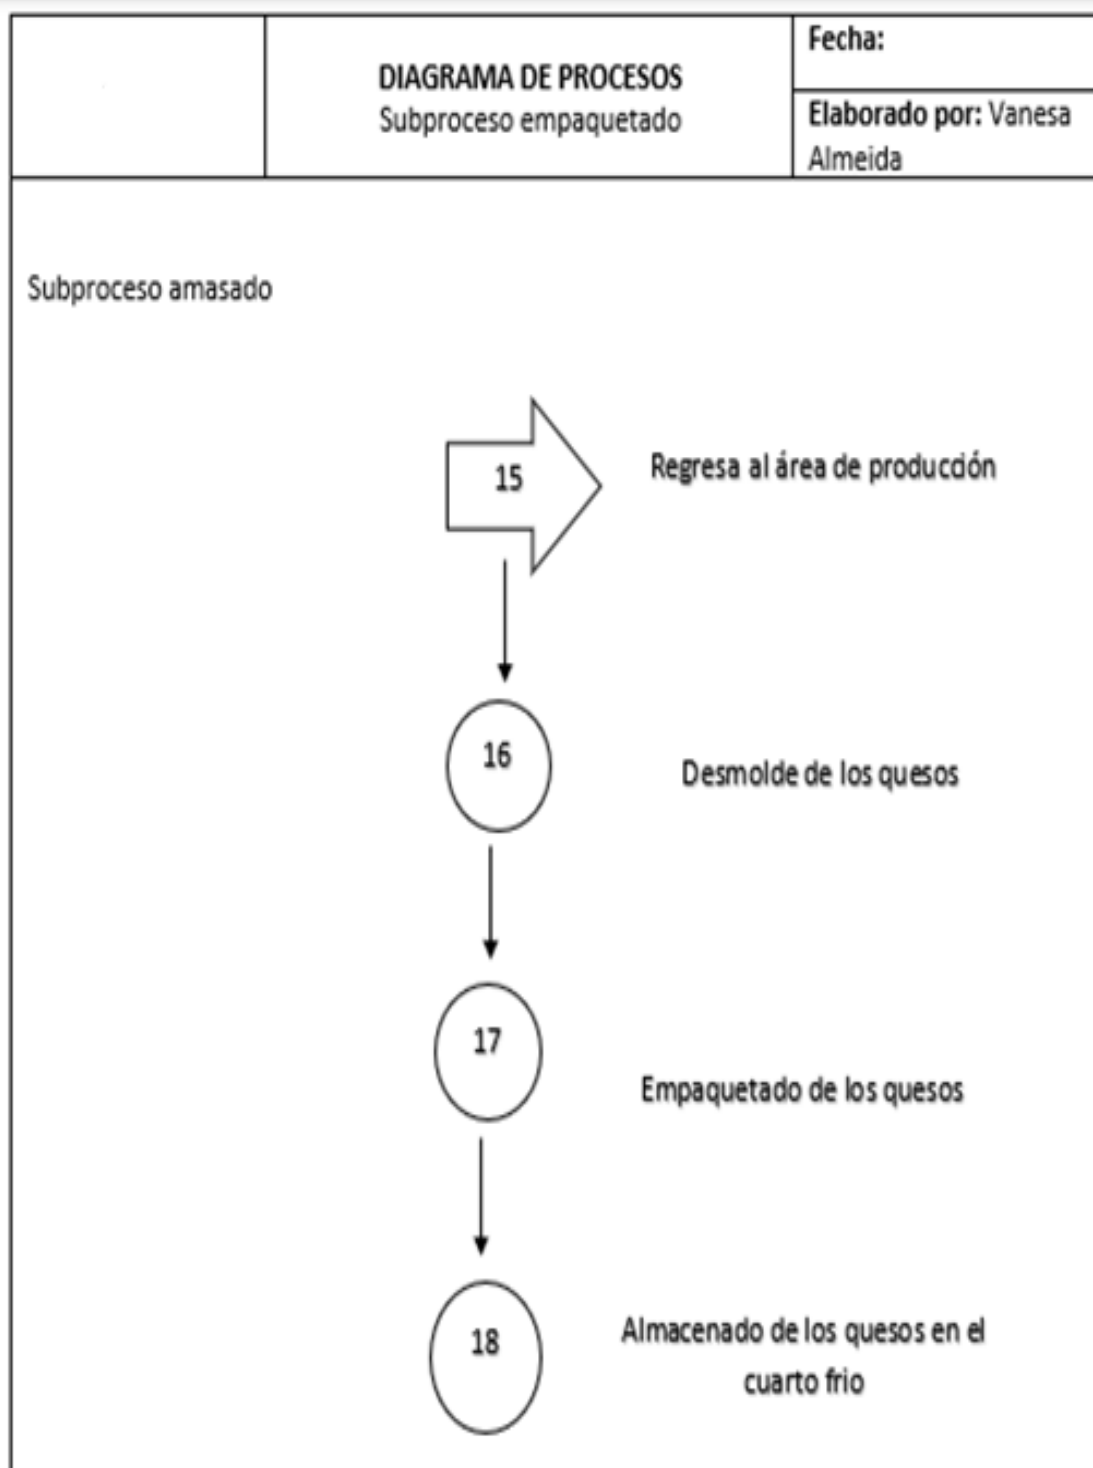 DIAGRAMA DE PROCESOS
Subproceso empaquetado
Fecha:
Elaborado por: Vanesa
Almeida
Subproceso amasado
15
Regresa al área de producción
16
Desmolde de los quesos
17
Empaquetado de los quesos
18
Almacenado de los quesos en el
cuarto frio